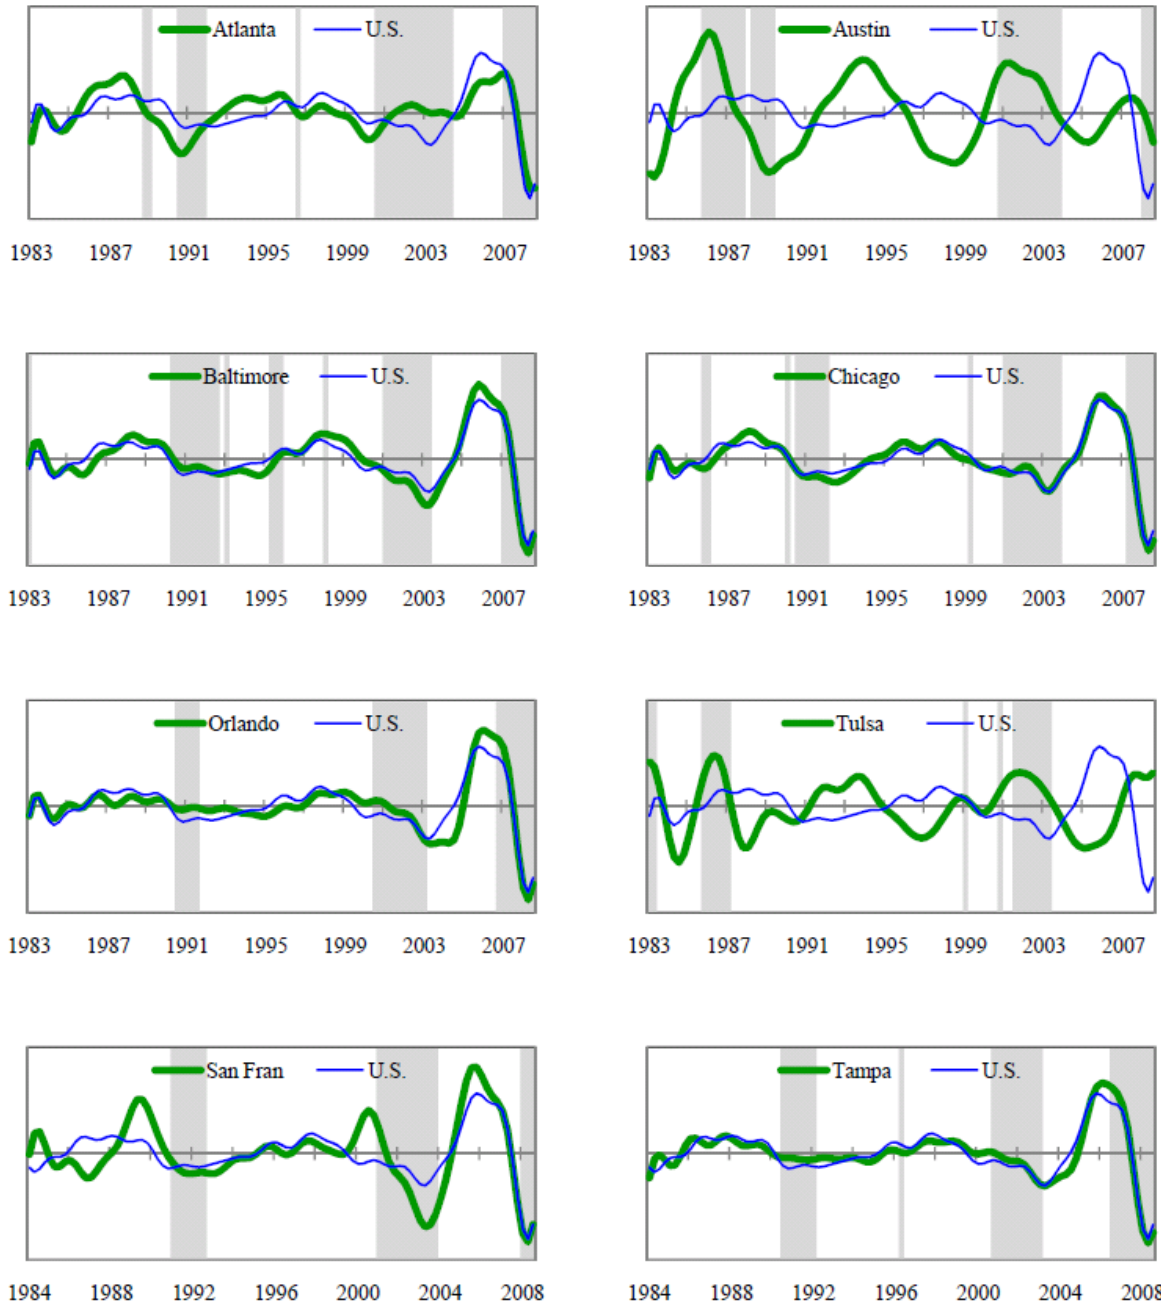 Atlanta U.S. Austin U.S.
1983 1987 1991 1995 1999 2003 2007 1983 1987 1991 1995 1999 2003 2007
Baltimore U.S. Chicago U.S.
1983 1987 1991 1995 1999 2003 2007 1983 1987 1991 1995 1999 2003 2007
Orlando U.S. Tulsa U.S.
1983 1987 1991 1995 1999 2003 2007 1983 1987 1991 1995 1999 2003 2007
San Fran U.S. Tampa U.S.
1984 1988 1992 1996 2000 2004 2008 1984 1988 1992 1996 2000 2004 2008